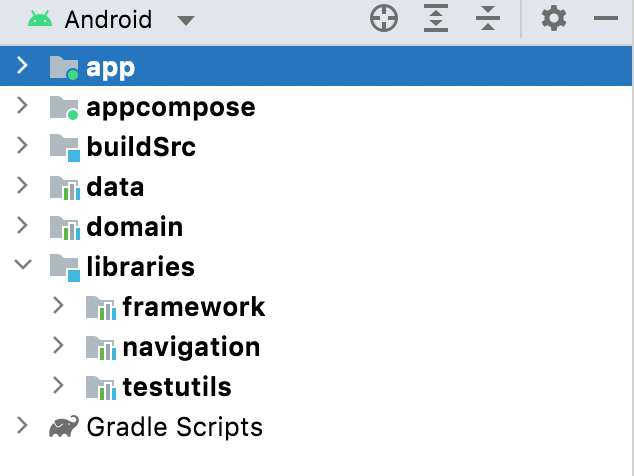 Android
app
appcompose
buildSrc
data
domain
libraries
framework
navigation
testutils
Gradle Scripts